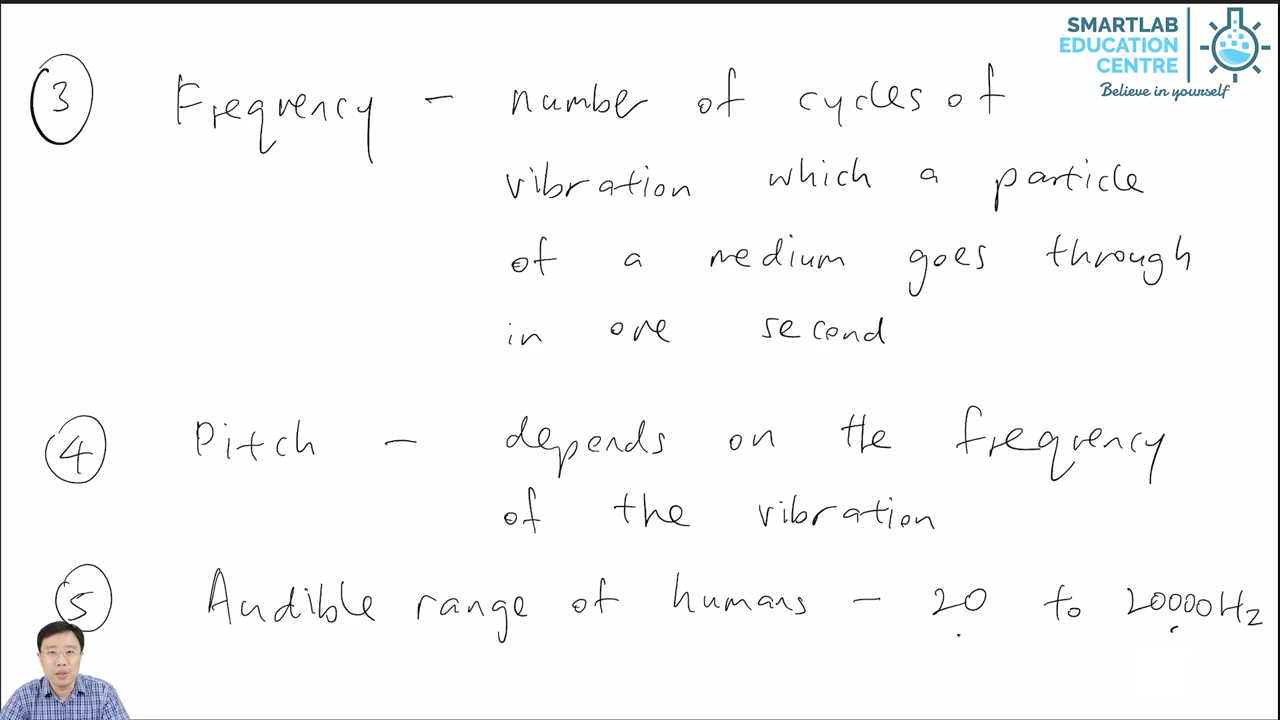 SMARTLAB
EDUCATION
CENTRE
Believe in yourself
3 Frequency - number of cycles of
vibration which a particle
of a medium goes through
in one second
4 Pitch - depends on the frequency
of the vibration
5 Audible range of humans - 20 to 20000Hz